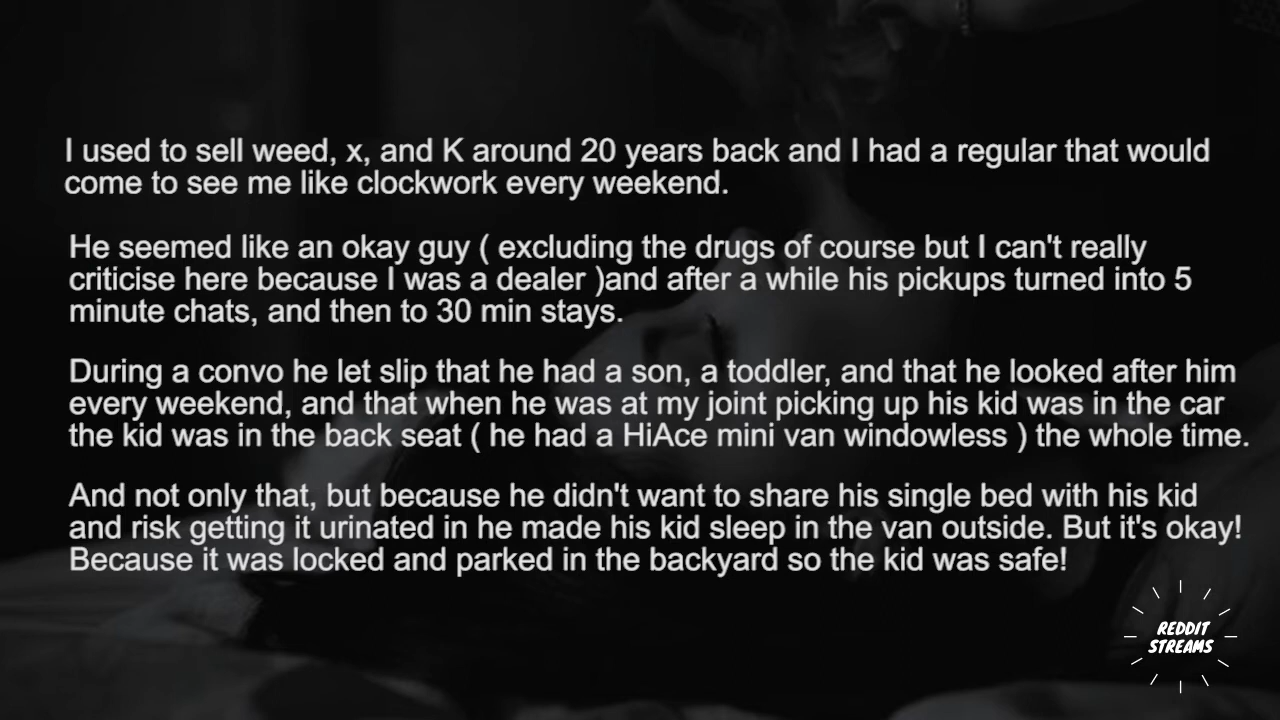 I used to sell weed, x, and K around 20 years back and I had a regular that would
come to see me like clockwork every weekend.
He seemed like an okay guy ( excluding the drugs of course but I can't really
criticise here because I was a dealer )and after a while his pickups turned into 5
minute chats, and then to 30 min stays.
During a convo he let slip that he had a son, a toddler, and that he looked after him
every weekend, and that when he was at my joint picking up his kid was in the car
the kid was in the back seat ( he had a HiAce mini van windowless ) the whole time.
And not only that, but because he didn't want to share his single bed with his kid
and risk getting it urinated in he made his kid sleep in the van outside. But it's okay!
Because it was locked and parked in the backyard so the kid was safe!
REDDIT
STREAMS